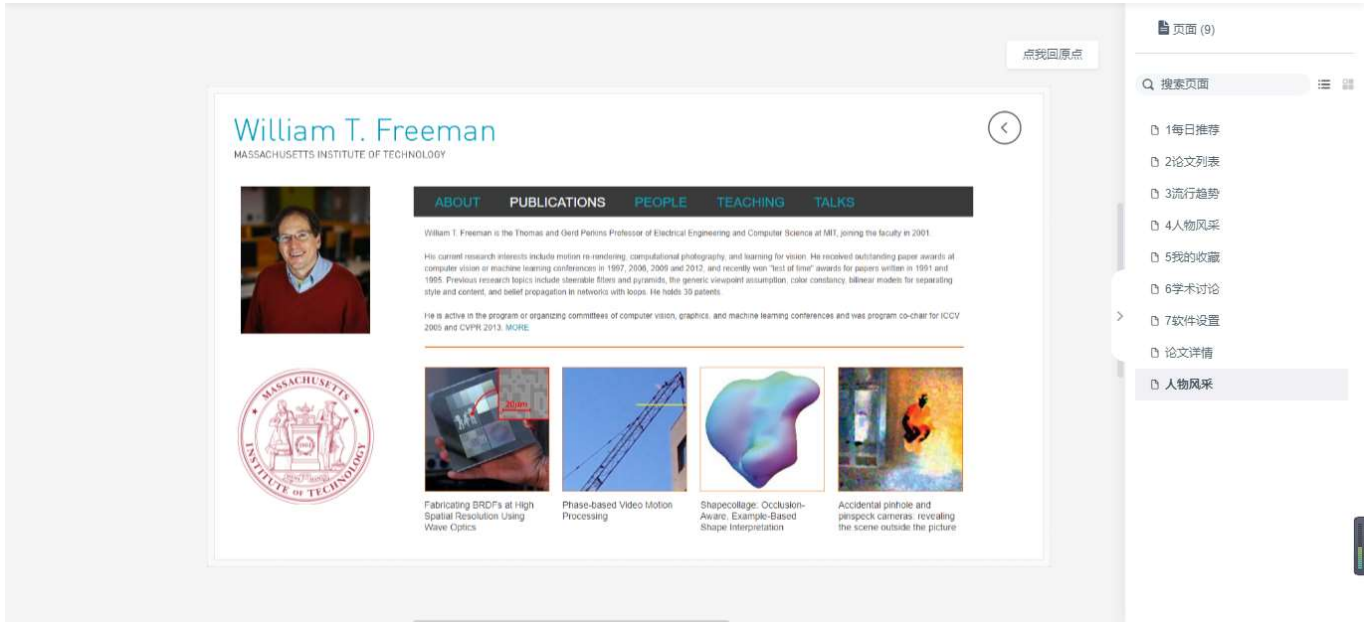 页面 (9)
点我回原点
搜索页面
1每日推荐
2论文列表
3流行趋势
4人物风采
5我的收藏
6学术讨论
7软件设置
论文详情
人物风采
William T. Freeman
MASSACHUSETTS INSTITUTE OF TECHNOLOGY
ABOUT PUBLICATIONS PEOPLE TEACHING TALKS
William T. Freeman is the Thomas and Gerd Perkins Professor of Electrical Engineering and Computer Science at MIT, joining the faculty in 2001.
His current research interests include motion re-rendering, computational photography, and learning for vision. He received outstanding paper awards at
computer vision or machine learning conferences in 1997, 2006, 2009 and 2012, and recently won "test of time" awards for papers written in 1991 and
1995. Previous research topics include steerable filters and pyramids, the generic viewpoint assumption, color constancy, bilinear models for separating
style and content, and belief propagation in networks with loops. He holds 30 patents.
He is active in the program or organizing committees of computer vision, graphics, and machine learning conferences and was program co-chair for ICCV
2005 and CVPR 2013. MORE
MASSACHUSETTS
INSTITUTE OF TECHNOLOGY
20μm
Fabricating BRDFs at High
Spatial Resolution Using
Wave Optics
Phase-based Video Motion
Processing
Shapecollage: Occlusion-
Aware, Example-Based
Shape Interpretation
Accidental pinhole and
pinspeck cameras: revealing
the scene outside the picture